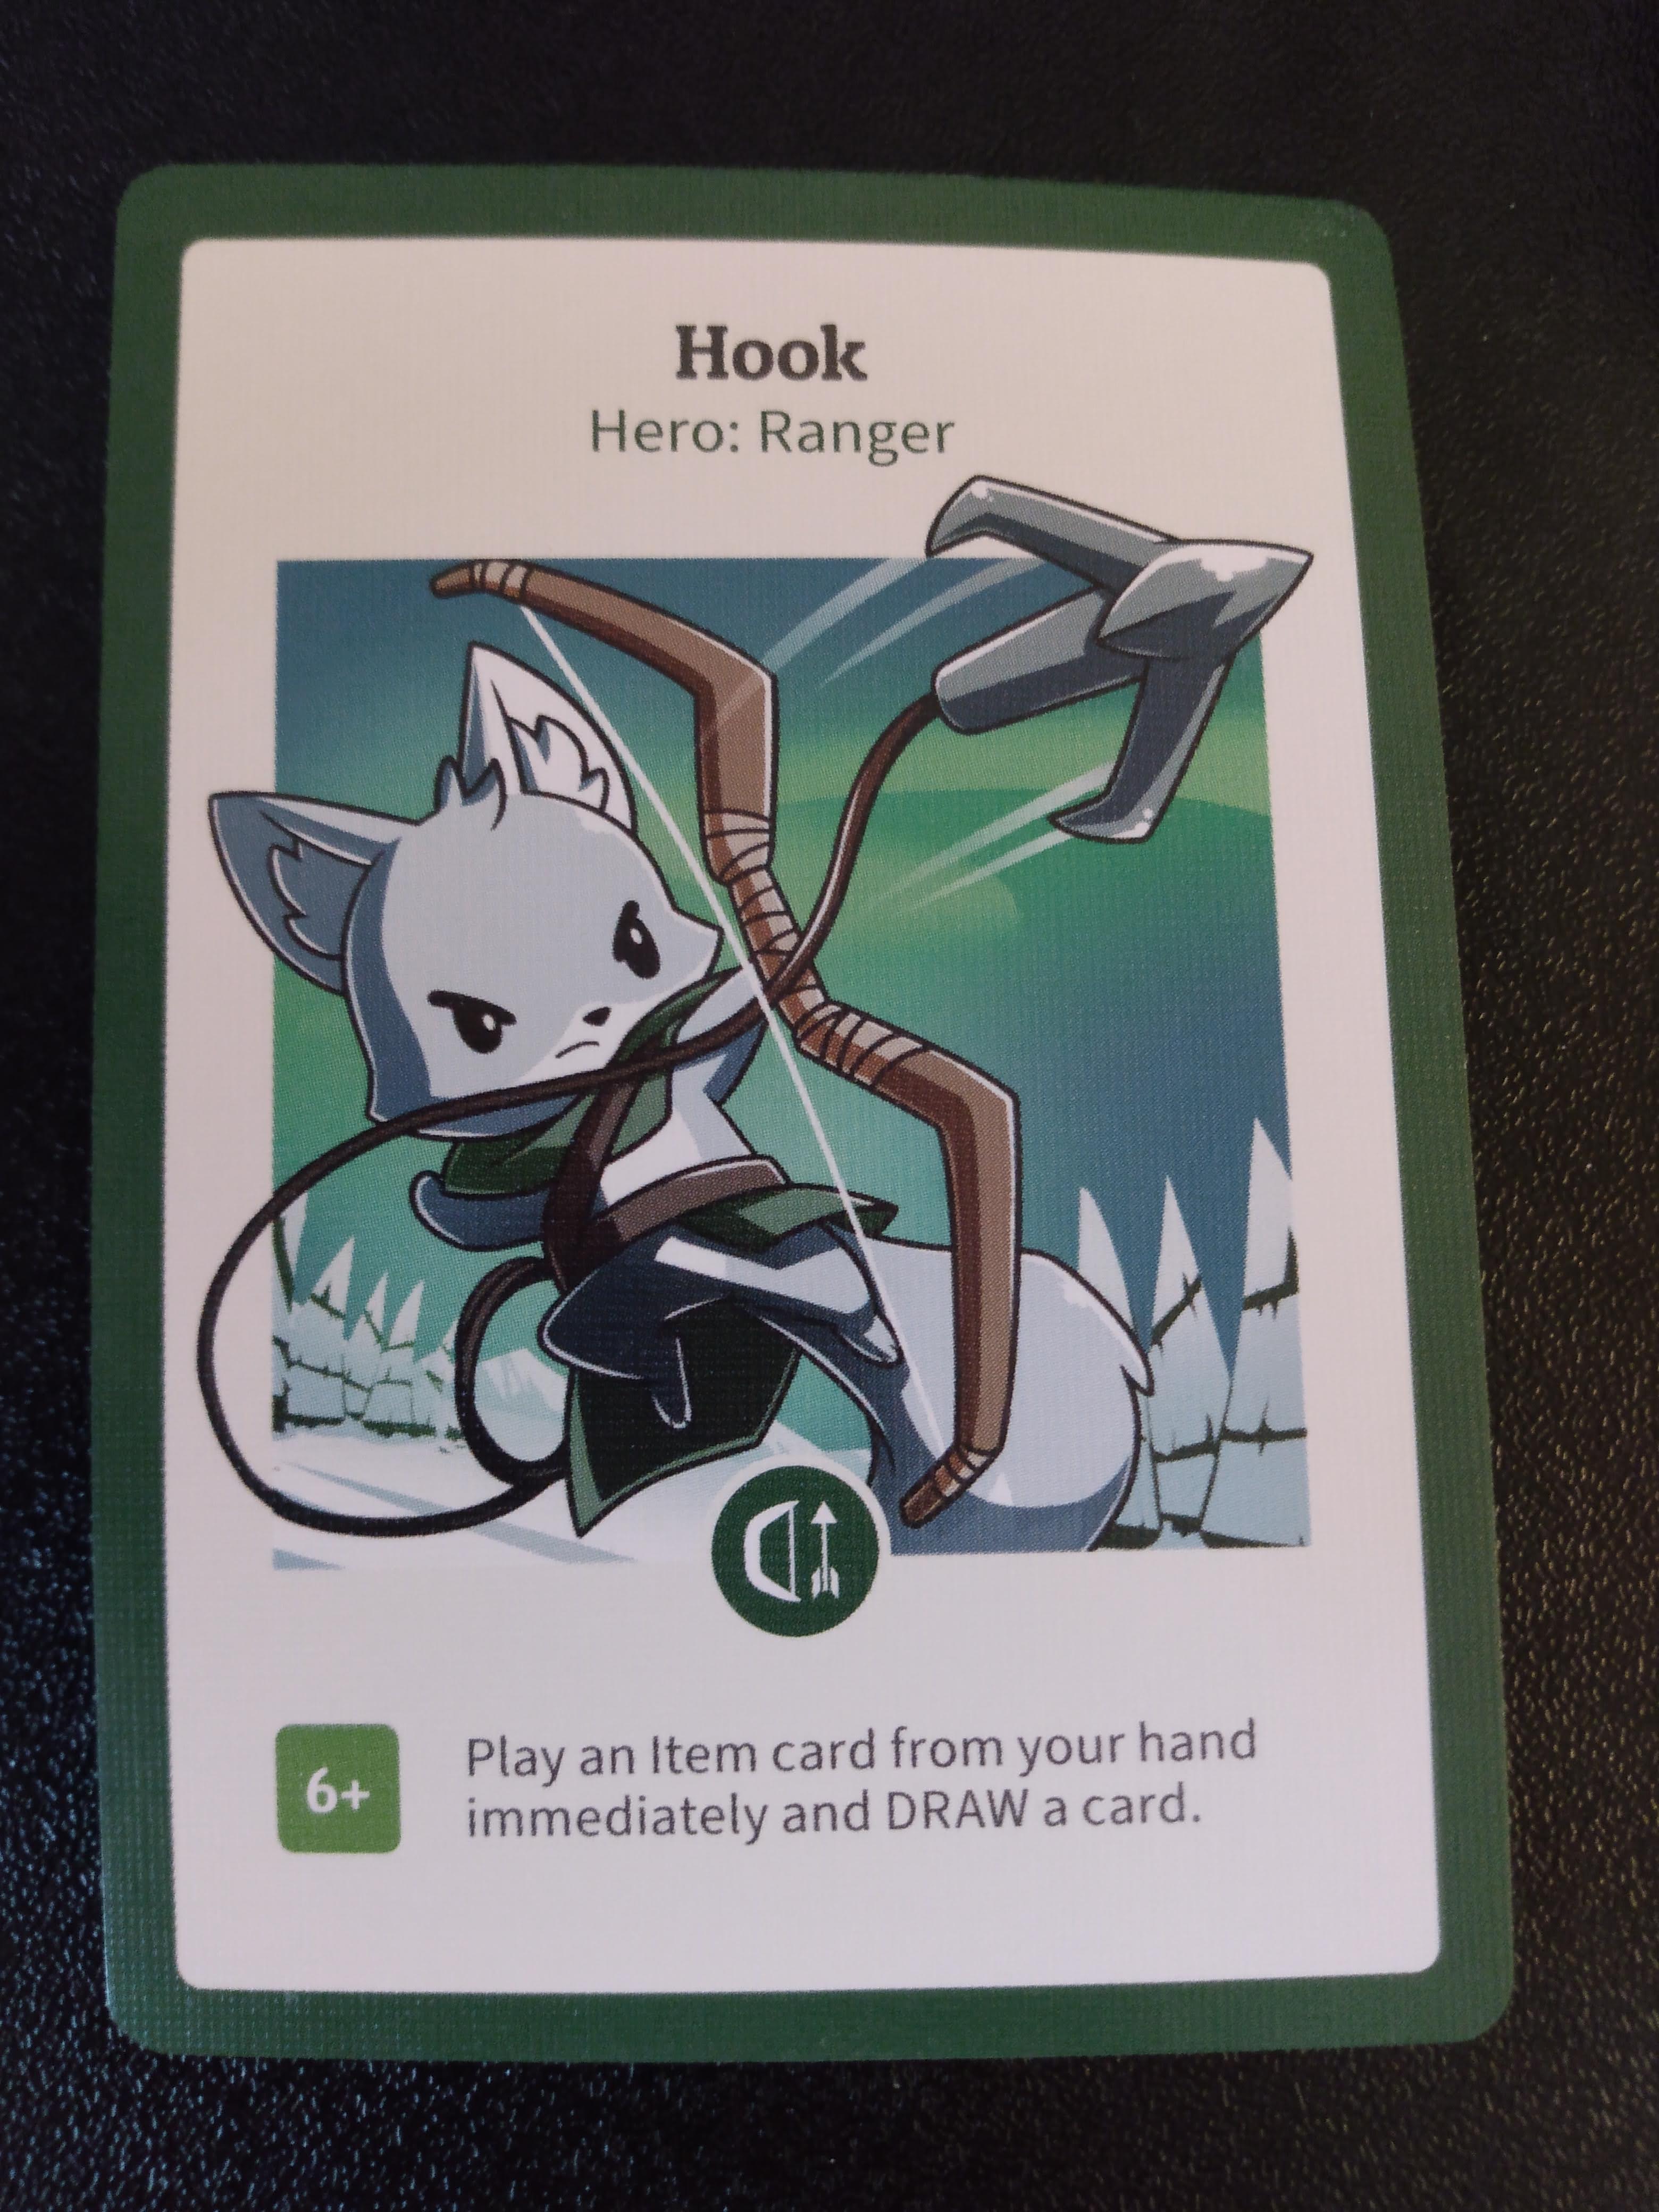 Hook
Hero: Ranger
6+
Play an Item card from your hand
immediately and DRAW a card.